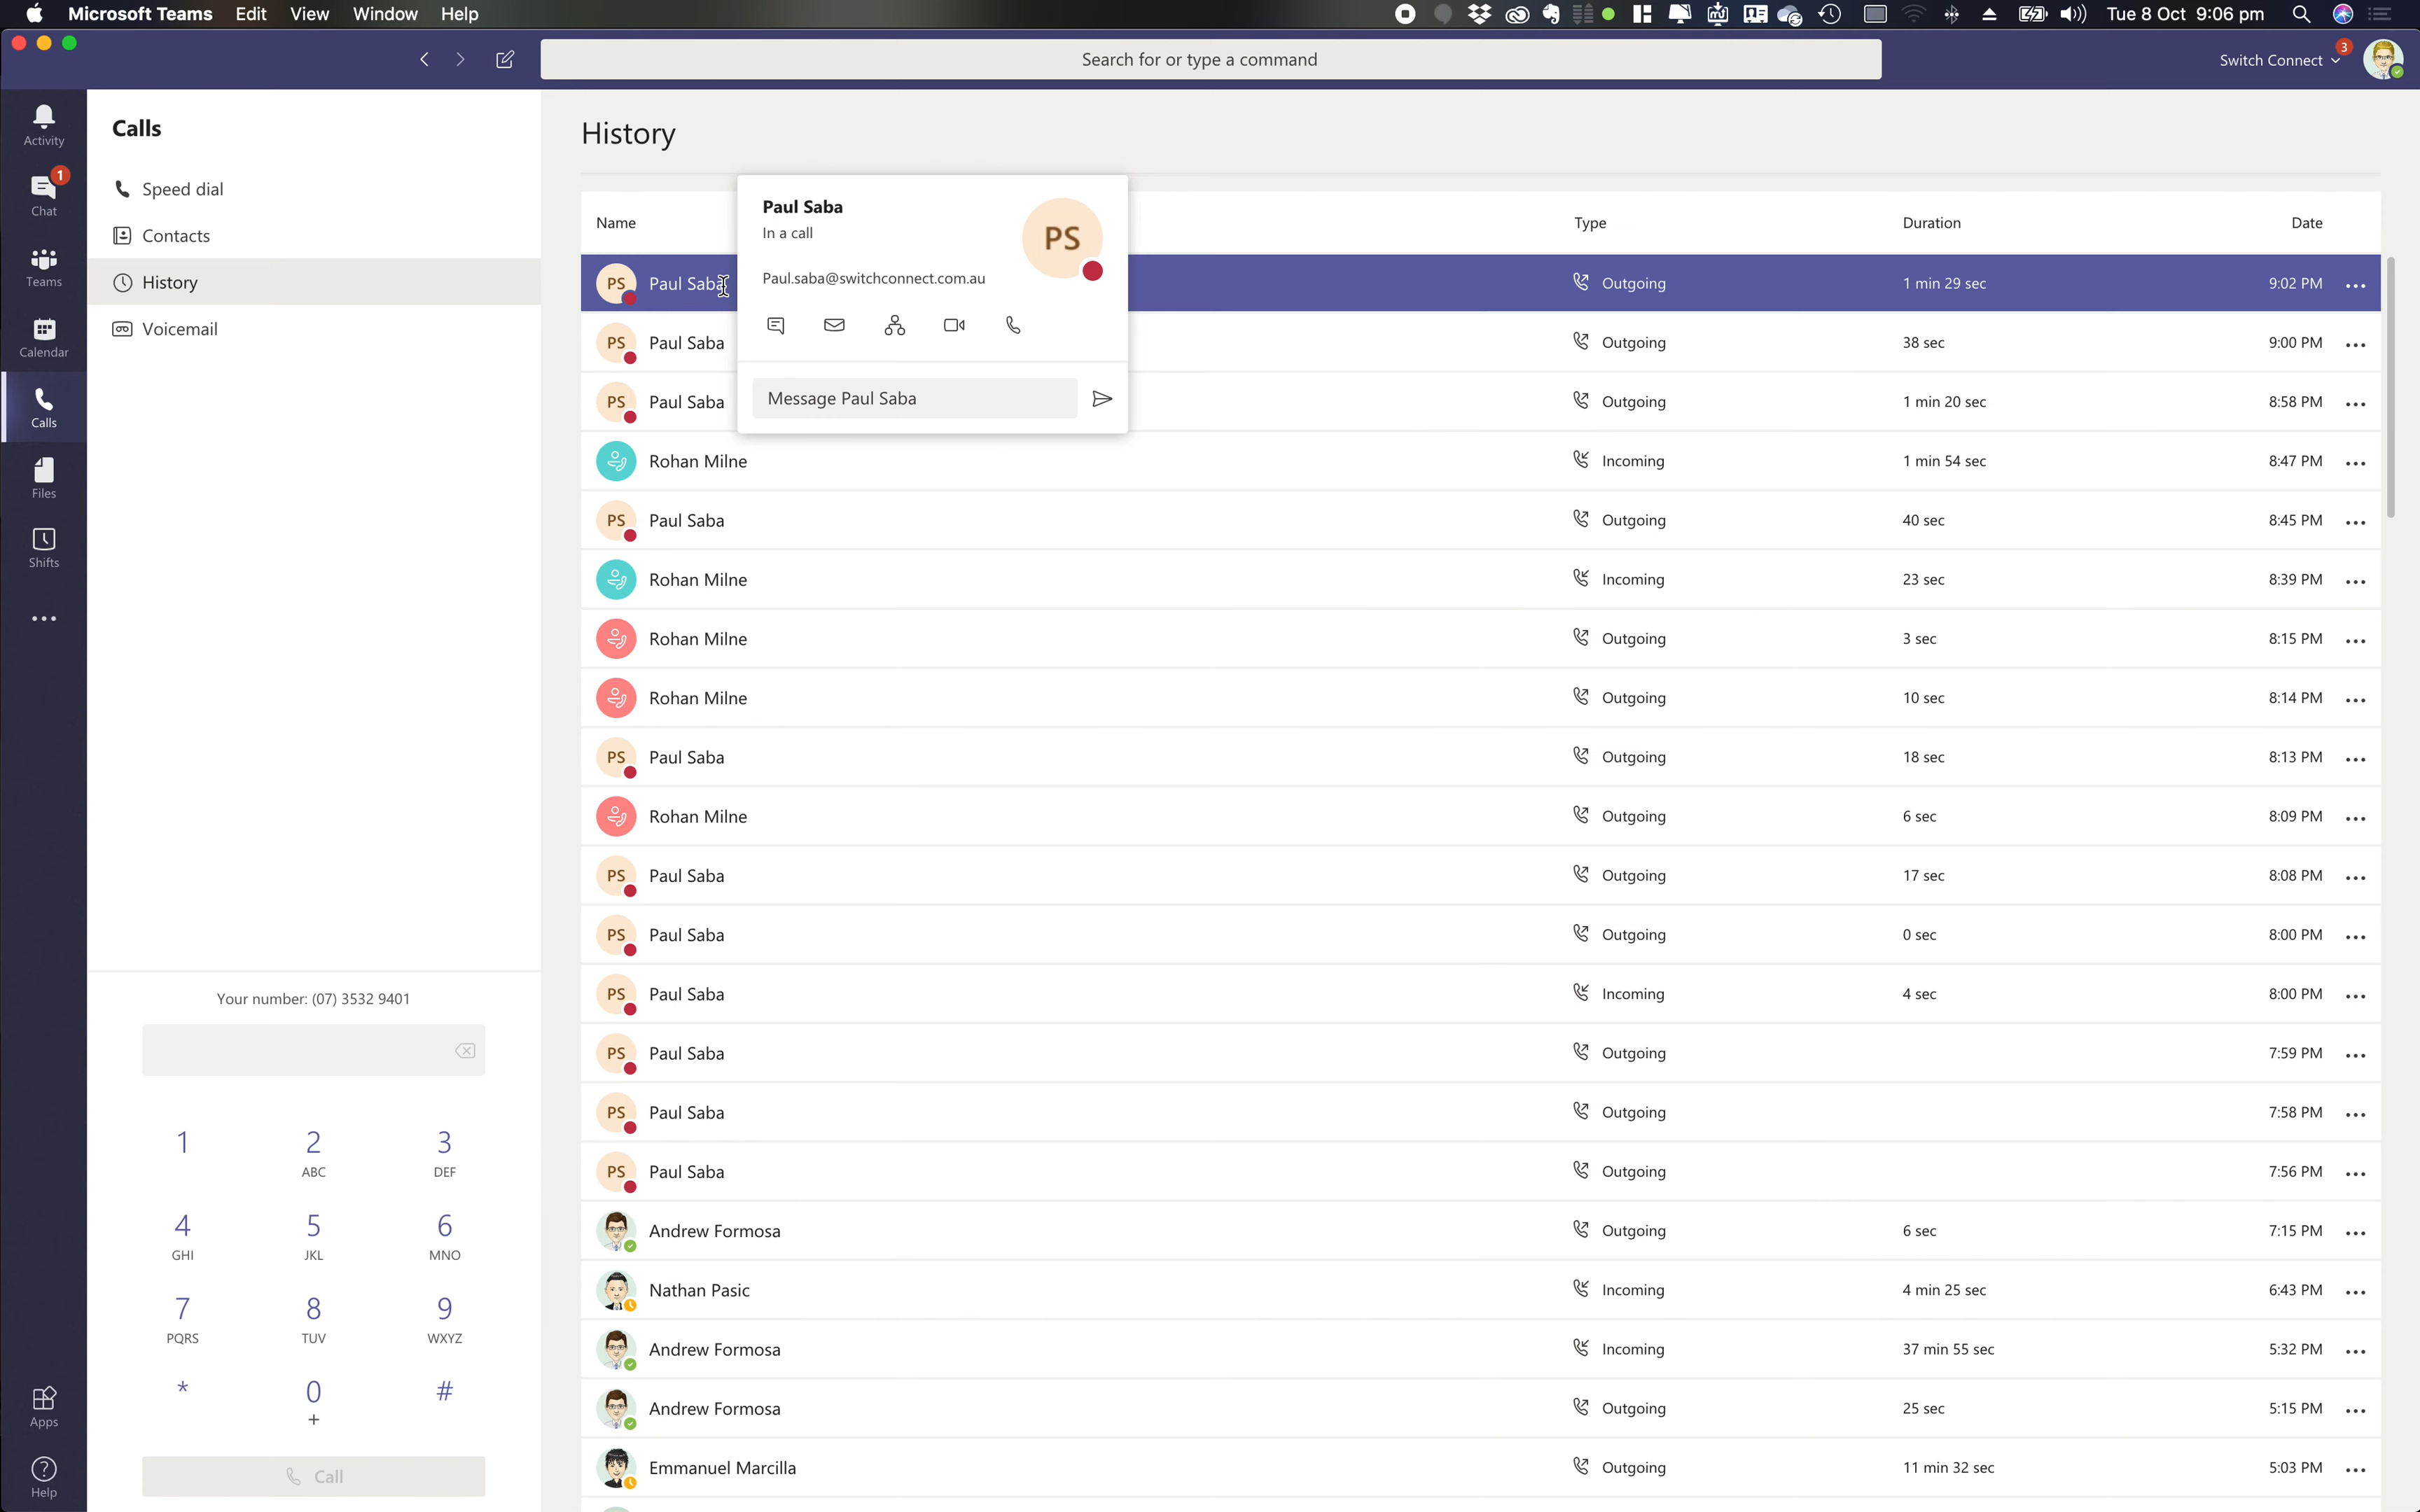 Microsoft Teams Edit View Window Help Tue 8 Oct 9:06 pm
Search for or type a command
Switch Connect 3
Activity
Chat 1
Teams
Calendar
Calls
Files
Shifts
Apps
Help
Calls
Speed dial
Contacts
History
Voicemail
Your number: (07) 3532 9401
1 2 3
ABC DEF
4 5 6
GHI JKL MNO
7 8 9
PQRS TUV WXYZ
* 0 #
+
Call
History
Name Type Duration Date
PS Paul Saba Outgoing 1 min 29 sec 9:02 PM
PS Paul Saba Outgoing 38 sec 9:00 PM
PS Paul Saba Outgoing 1 min 20 sec 8:58 PM
Rohan Milne Incoming 1 min 54 sec 8:47 PM
PS Paul Saba Outgoing 40 sec 8:45 PM
Rohan Milne Incoming 23 sec 8:39 PM
Rohan Milne Outgoing 3 sec 8:15 PM
Rohan Milne Outgoing 10 sec 8:14 PM
PS Paul Saba Outgoing 18 sec 8:13 PM
Rohan Milne Outgoing 6 sec 8:09 PM
PS Paul Saba Outgoing 17 sec 8:08 PM
PS Paul Saba Outgoing 0 sec 8:00 PM
PS Paul Saba Incoming 4 sec 8:00 PM
PS Paul Saba Outgoing 7:59 PM
PS Paul Saba Outgoing 7:58 PM
PS Paul Saba Outgoing 7:56 PM
Andrew Formosa Outgoing 6 sec 7:15 PM
Nathan Pasic Incoming 4 min 25 sec 6:43 PM
Andrew Formosa Incoming 37 min 55 sec 5:32 PM
Andrew Formosa Outgoing 25 sec 5:15 PM
Emmanuel Marcilla Outgoing 11 min 32 sec 5:03 PM
Paul Saba
In a call
PS
Paul.saba@switchconnect.com.au
Message Paul Saba